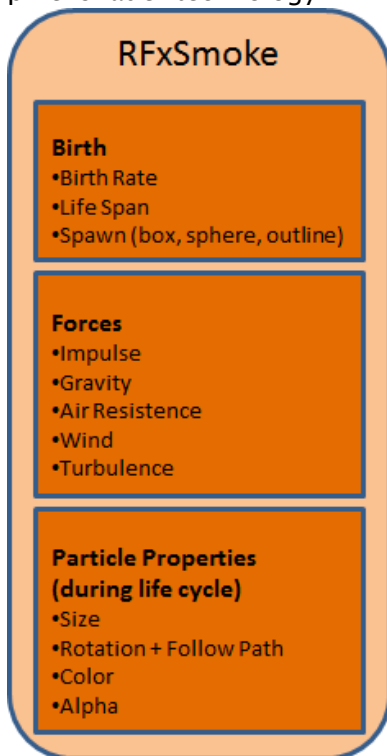 RFxSmoke
Birth
•Birth Rate
•Life Span
•Spawn (box, sphere, outline)
Forces
•Impulse
•Gravity
•Air Resistence
•Wind
•Turbulence
Particle Properties
(during life cycle)
•Size
•Rotation + Follow Path
•Color
•Alpha